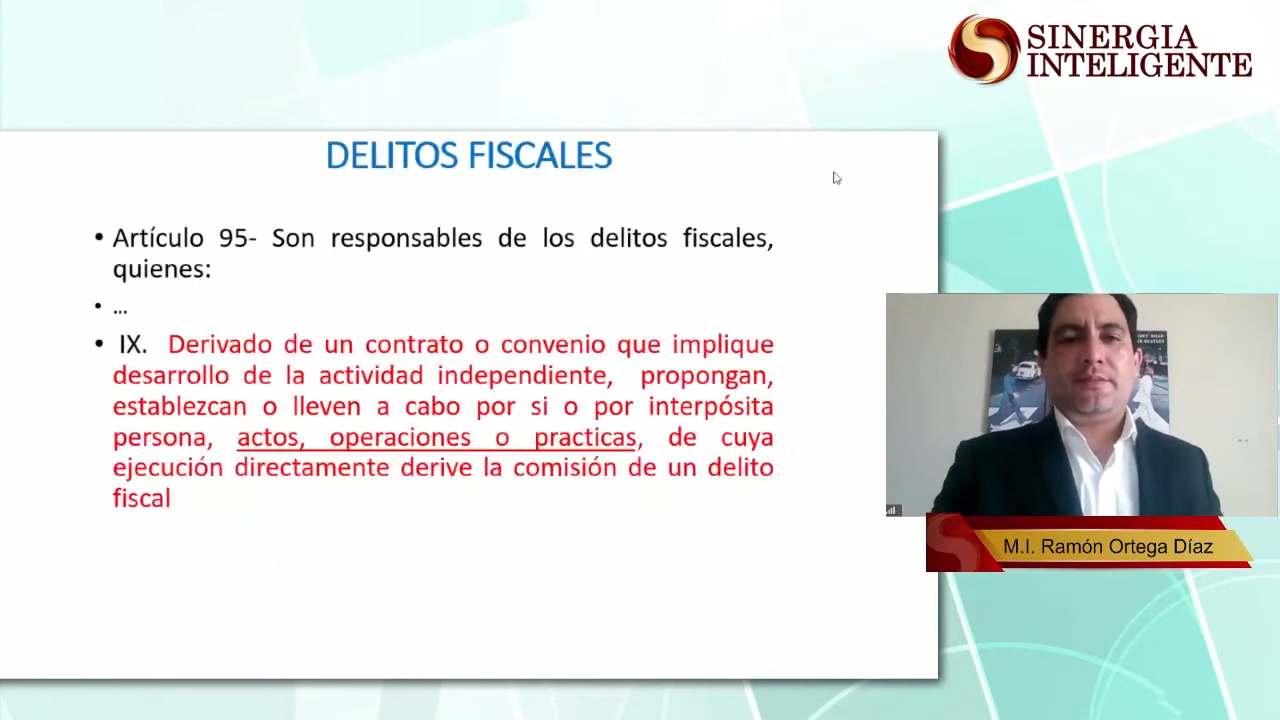 SINERGIA
INTELIGENTE
DELITOS FISCALES
• Artículo 95- Son responsables de los delitos fiscales,
quienes:
• ...
• IX. Derivado de un contrato o convenio que implique
desarrollo de la actividad independiente, propongan,
establezcan o lleven a cabo por si o por interpósita
persona, actos, operaciones o practicas, de cuya
ejecución directamente derive la comisión de un delito
fiscal
M.I. Ramón Ortega Díaz